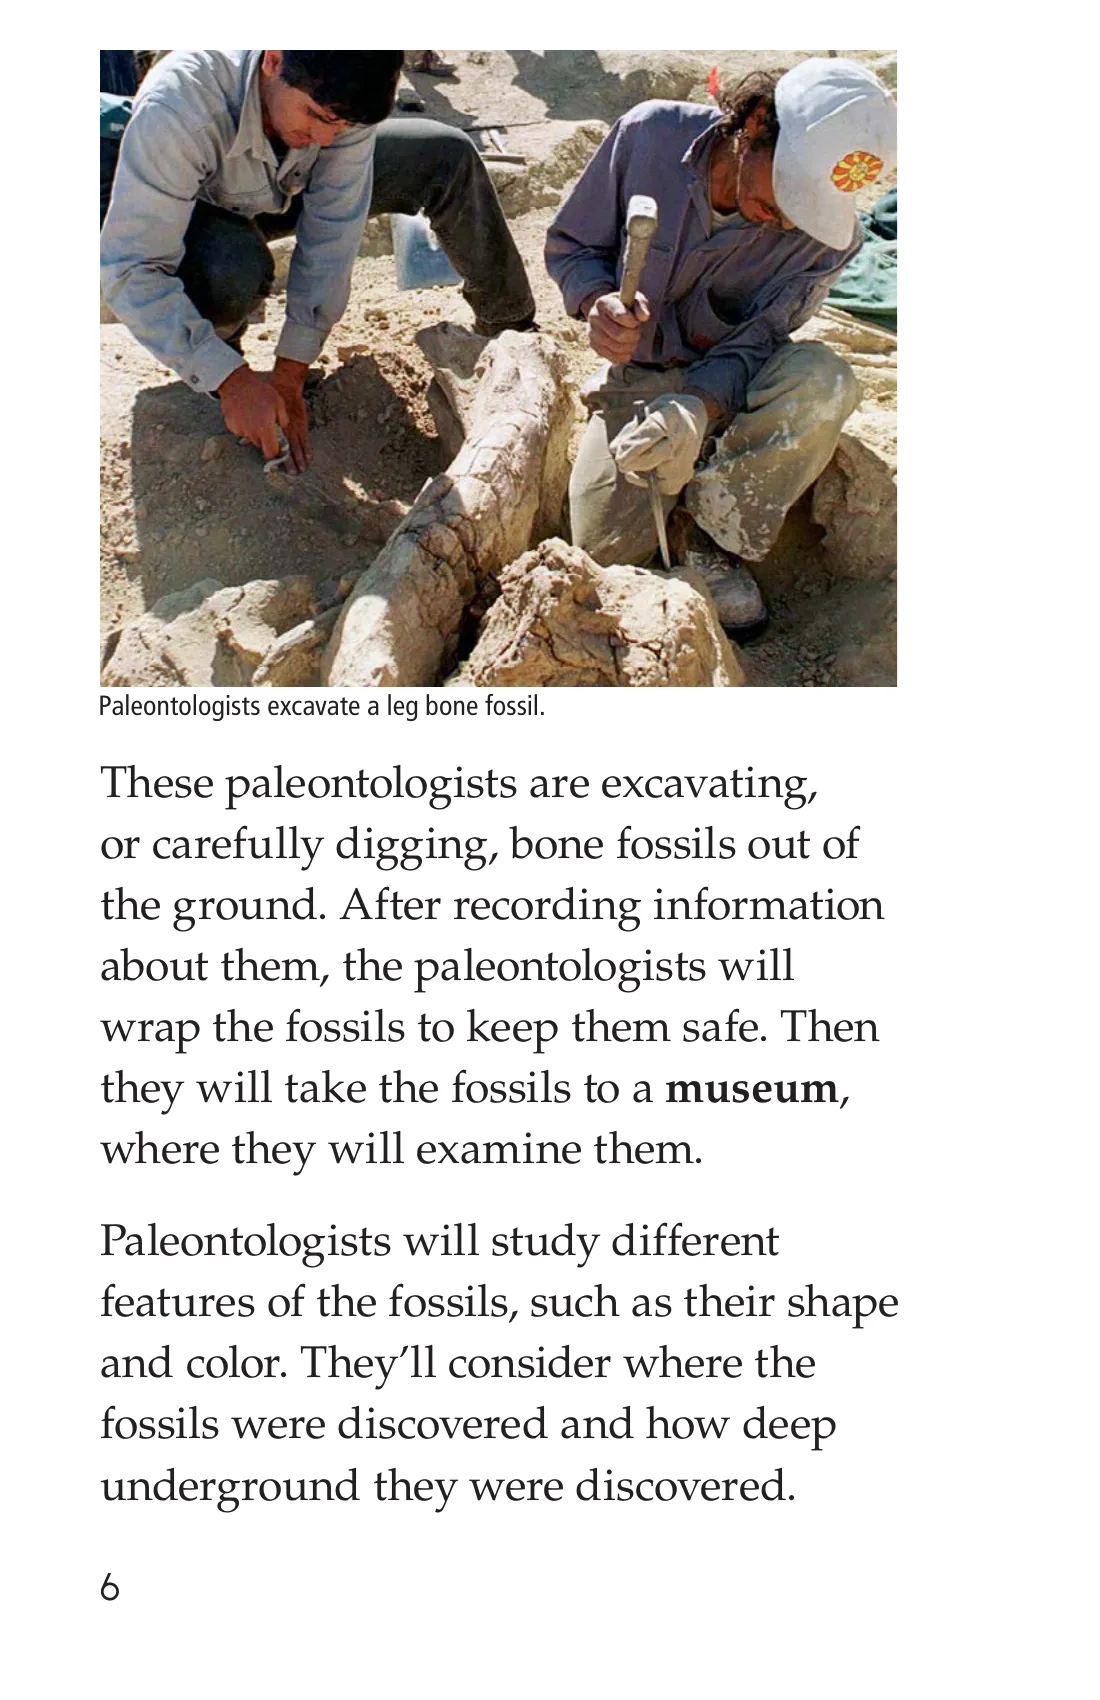 Paleontologists excavate a leg bone fossil.
These paleontologists are excavating,
or carefully digging, bone fossils out of
the ground. After recording information
about them, the paleontologists will
wrap the fossils to keep them safe. Then
they will take the fossils to a museum,
where they will examine them.
Paleontologists will study different
features of the fossils, such as their shape
and color. They’ll consider where the
fossils were discovered and how deep
underground they were discovered.
6